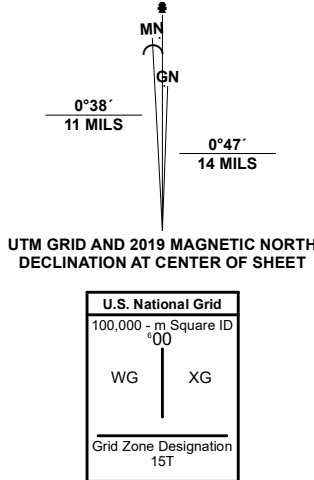 MN
GN
0°38´
11 MILS
0°47´
14 MILS
UTM GRID AND 2019 MAGNETIC NORTH
DECLINATION AT CENTER OF SHEET
U.S. National Grid
100,000 - m Square ID
⁶00
WG XG
Grid Zone Designation
15T